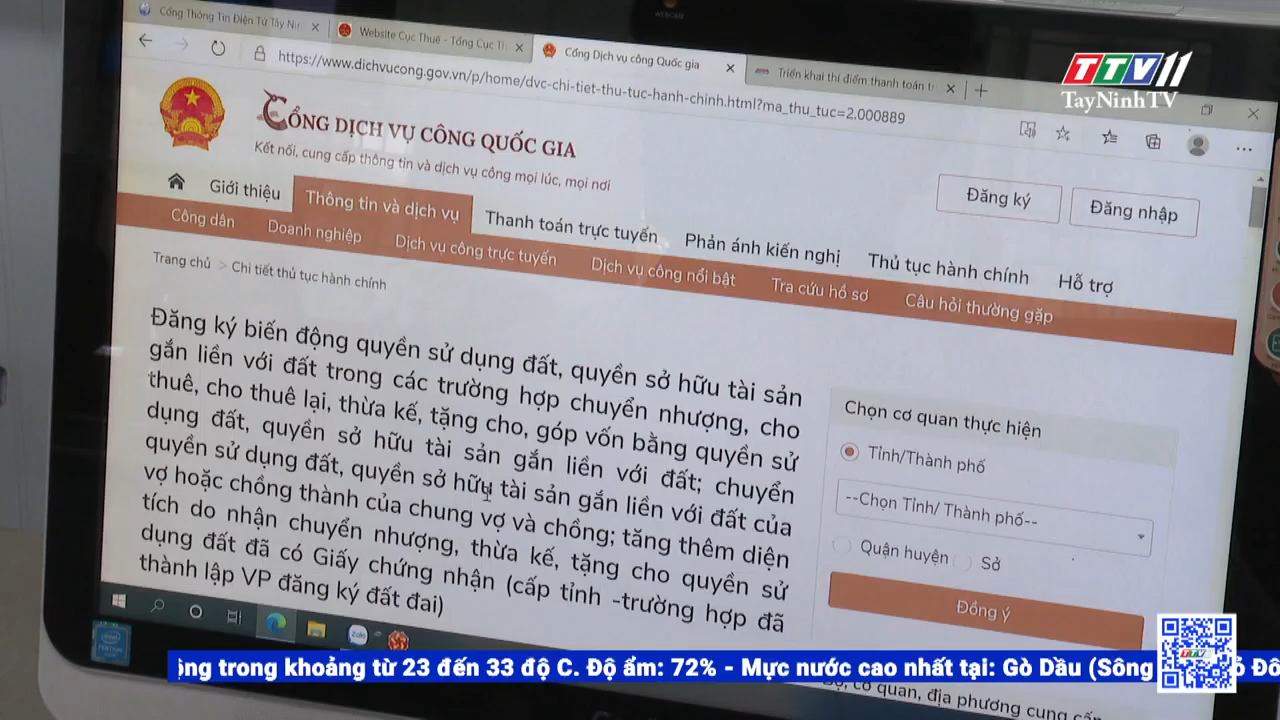 WEBCAM
Cổng Thông Tin Điện Tử Tây Nin
Website Cục Thuế - Tổng Cục T
Cổng Dịch vụ công Quốc gia
Triển khai thí điểm thanh toán t
https://www.dichvucong.gov.vn/p/home/dvc-chi-tiet-thu-tuc-hanh-chinh.html?ma_thu_tuc=2.000889
TTV11
TayNinhTV
CỔNG DỊCH VỤ CÔNG QUỐC GIA
Kết nối, cung cấp thông tin và dịch vụ công mọi lúc, mọi nơi
Đăng ký
Đăng nhập
Giới thiệu
Thông tin và dịch vụ
Thanh toán trực tuyến
Phản ánh kiến nghị
Thủ tục hành chính
Hỗ trợ
Công dân
Doanh nghiệp
Dịch vụ công trực tuyến
Dịch vụ công nổi bật
Tra cứu hồ sơ
Câu hỏi thường gặp
Trang chủ > Chi tiết thủ tục hành chính
Đăng ký biến động quyền sử dụng đất, quyền sở hữu tài sản
gắn liền với đất trong các trường hợp chuyển nhượng, cho
thuê, cho thuê lại, thừa kế, tặng cho, góp vốn bằng quyền sử
dụng đất, quyền sở hữu tài sản gắn liền với đất; chuyển
quyền sử dụng đất, quyền sở hữu tài sản gắn liền với đất của
vợ hoặc chồng thành của chung vợ và chồng; tăng thêm diện
tích do nhận chuyển nhượng, thừa kế, tặng cho quyền sử
dụng đất đã có Giấy chứng nhận (cấp tỉnh -trường hợp đã
thành lập VP đăng ký đất đai)
Chọn cơ quan thực hiện
Tỉnh/Thành phố
--Chọn Tỉnh/ Thành phố--
Quận huyện
Sở
Đồng ý
cơ quan, địa phương cung cấp
Zalo
intel
PENTIUM
TTV11
ộng trong khoảng từ 23 đến 33 độ C. Độ ẩm: 72% - Mực nước cao nhất tại: Gò Dầu (Sông